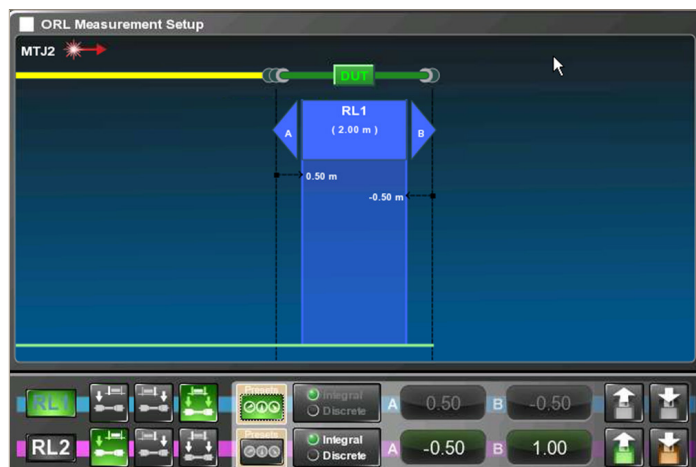 ORL Measurement Setup
MTJ2
DUT
RL1
( 2.00 m )
A
B
0.50 m
-0.50 m
RL1
Presets
Integral
Discrete
A
0.50
B
-0.50
RL2
Presets
Integral
Discrete
A
-0.50
B
1.00